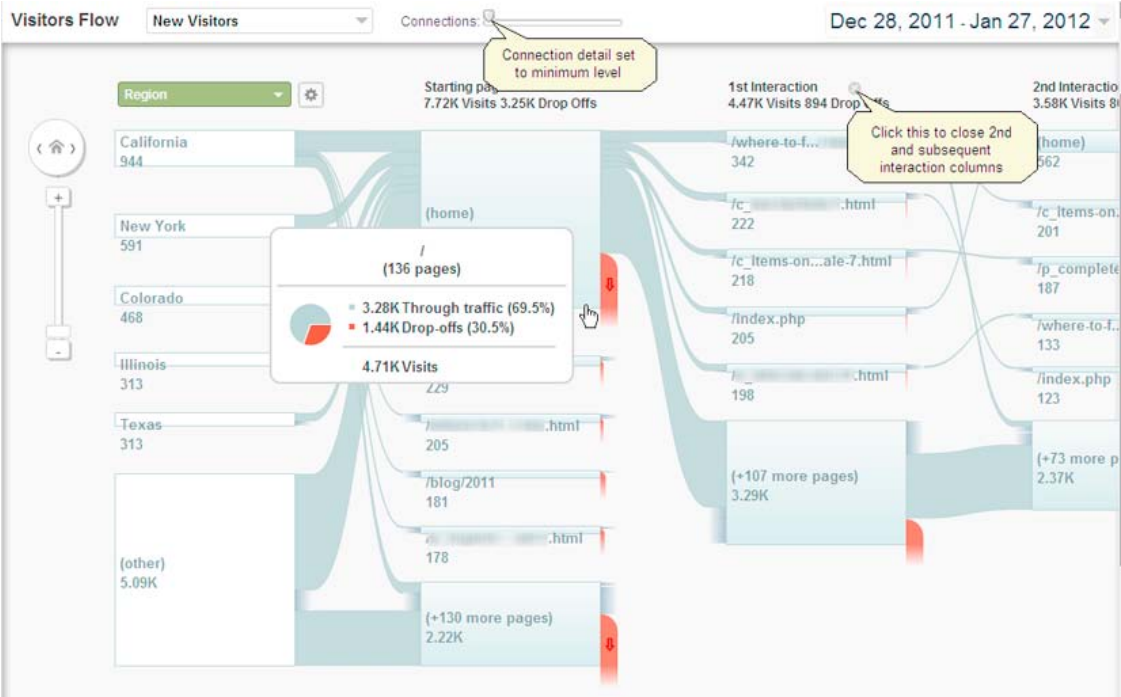 Visitors Flow
New Visitors
Connections:
Dec 28, 2011 - Jan 27, 2012
Connection detail set
to minimum level
Region
Starting
7.72K Visits 3.25K Drop Offs
1st Interaction
4.47K Visits 894 Drop
2nd Interactio
3.58K Visits
Click this to close 2nd
and subsequent
interaction columns
California
944
New York
591
Colorado
468
Illinois
313
Texas
313
(other)
5.09K
(home)
/
(136 pages)
3.28K Through traffic (69.5%)
1.44K Drop-offs (30.5%)
4.71K Visits
229
.html
205
/blog/2011
181
.html
178
(+130 more pages)
2.22K
/where-to-f...
342
/c_ .html
222
/c_items-on...ale-7.html
218
/index.php
205
.html
198
(+107 more pages)
3.29K
(home)
562
/c_items-on.
201
/p_complete
187
/where-to-f..
133
/index.php
123
(+73 more p
2.37K
+
-